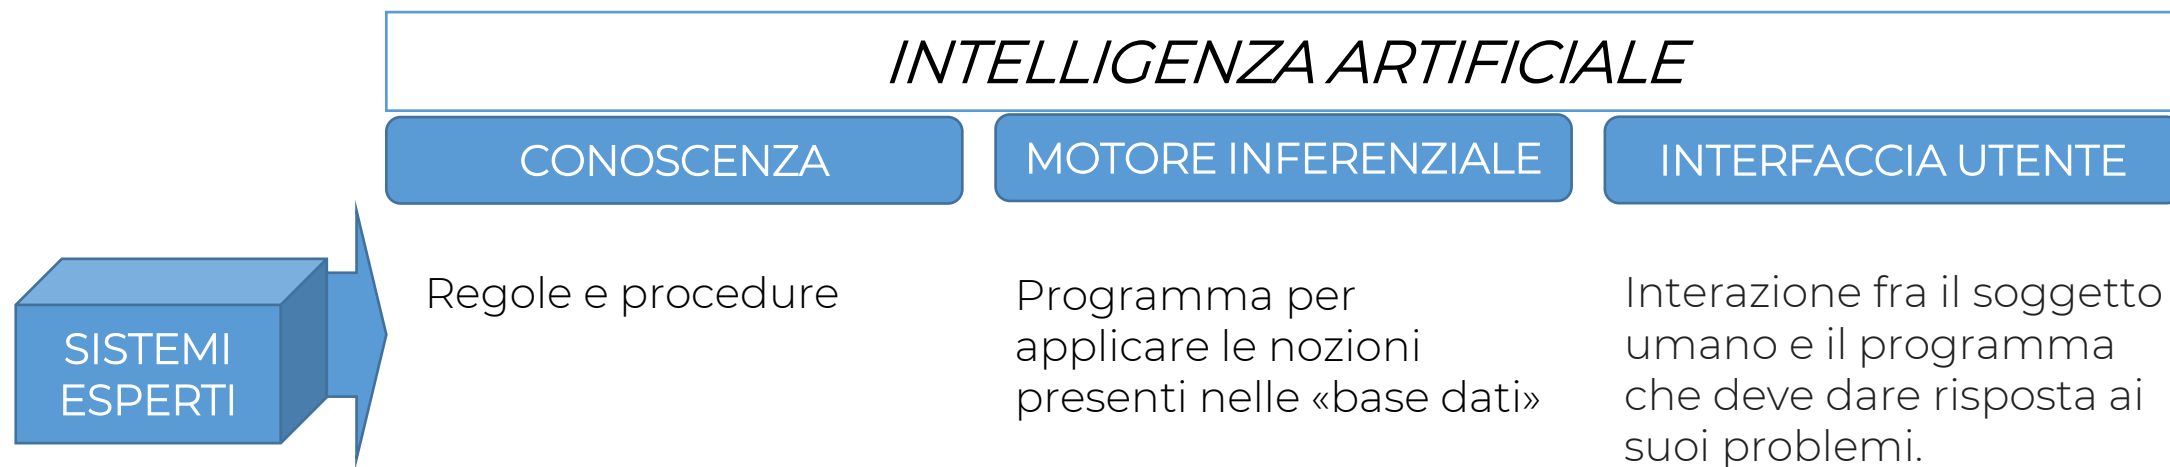 INTELLIGENZA ARTIFICIALE
CONOSCENZA
MOTORE INFERENZIALE
INTERFACCIA UTENTE
SISTEMI
ESPERTI
Regole e procedure
Programma per
applicare le nozioni
presenti nelle «base dati»
Interazione fra il soggetto
umano e il programma
che deve dare risposta ai
suoi problemi.